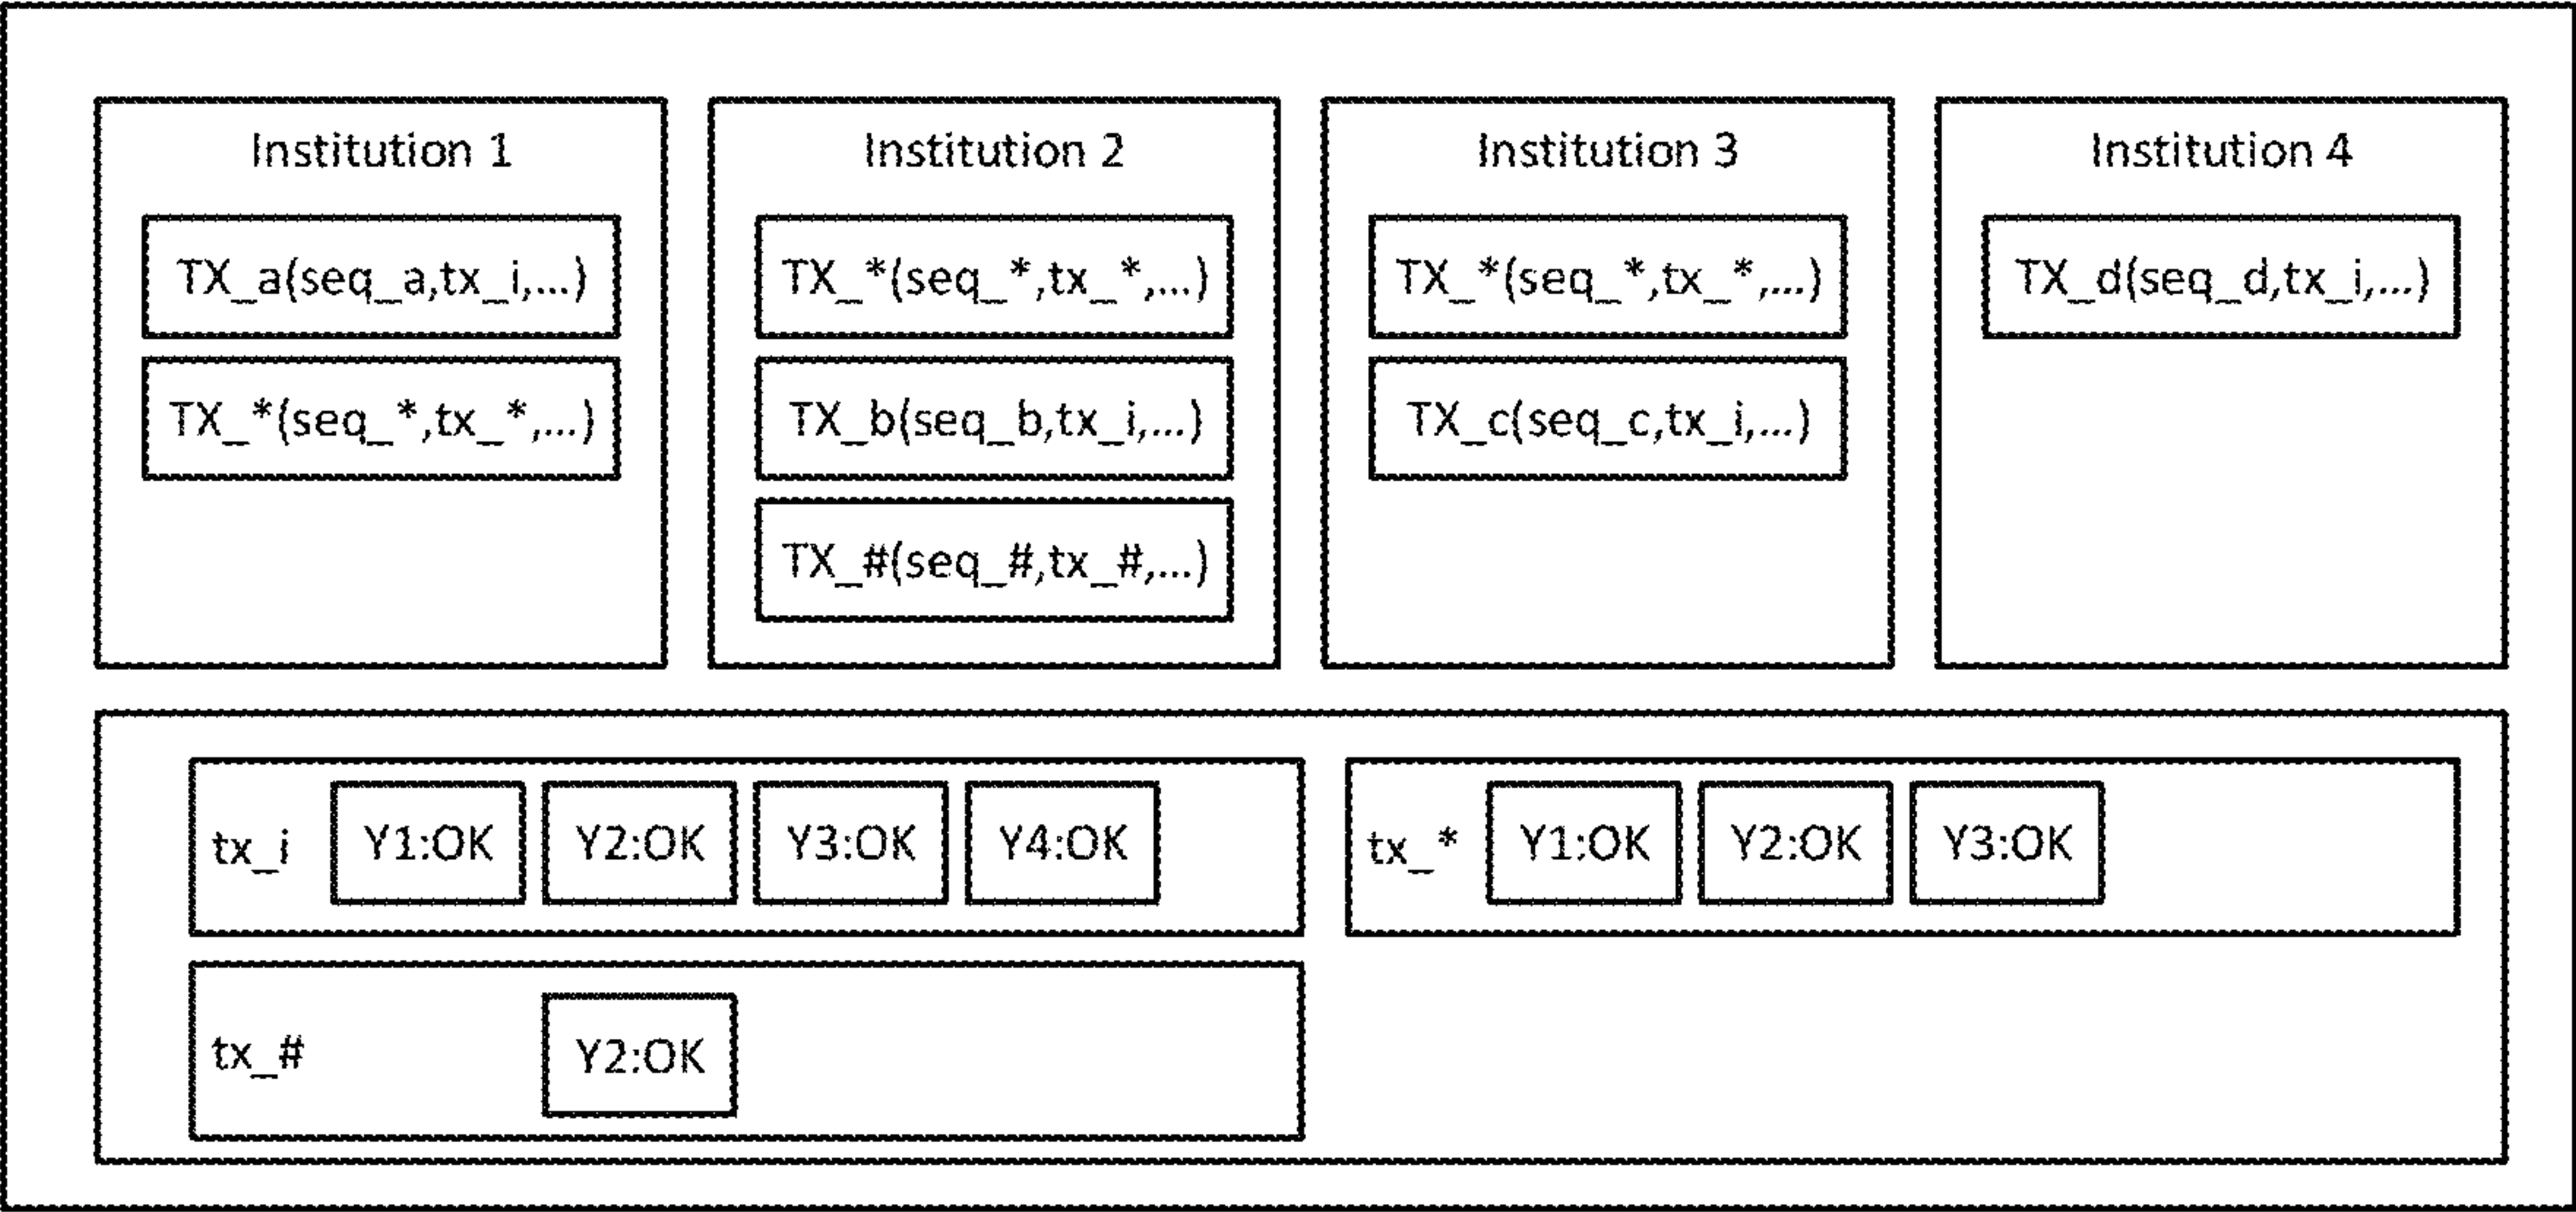 Institution 1
TX_a(seq_a,tx_i,...)
TX_*(seq_*,tx_*,...)
Institution 2
TX_*(seq_*,tx_*,...)
TX_b(seq_b,tx_i,...)
TX_#(seq_#,tx_#,...)
Institution 3
TX_*(seq_*,tx_*,...)
TX_c(seq_c,tx_i,...)
Institution 4
TX_d(seq_d,tx_i,...)
tx_i Y1:OK Y2:OK Y3:OK Y4:OK
tx_* Y1:OK Y2:OK Y3:OK
tx_# Y2:OK